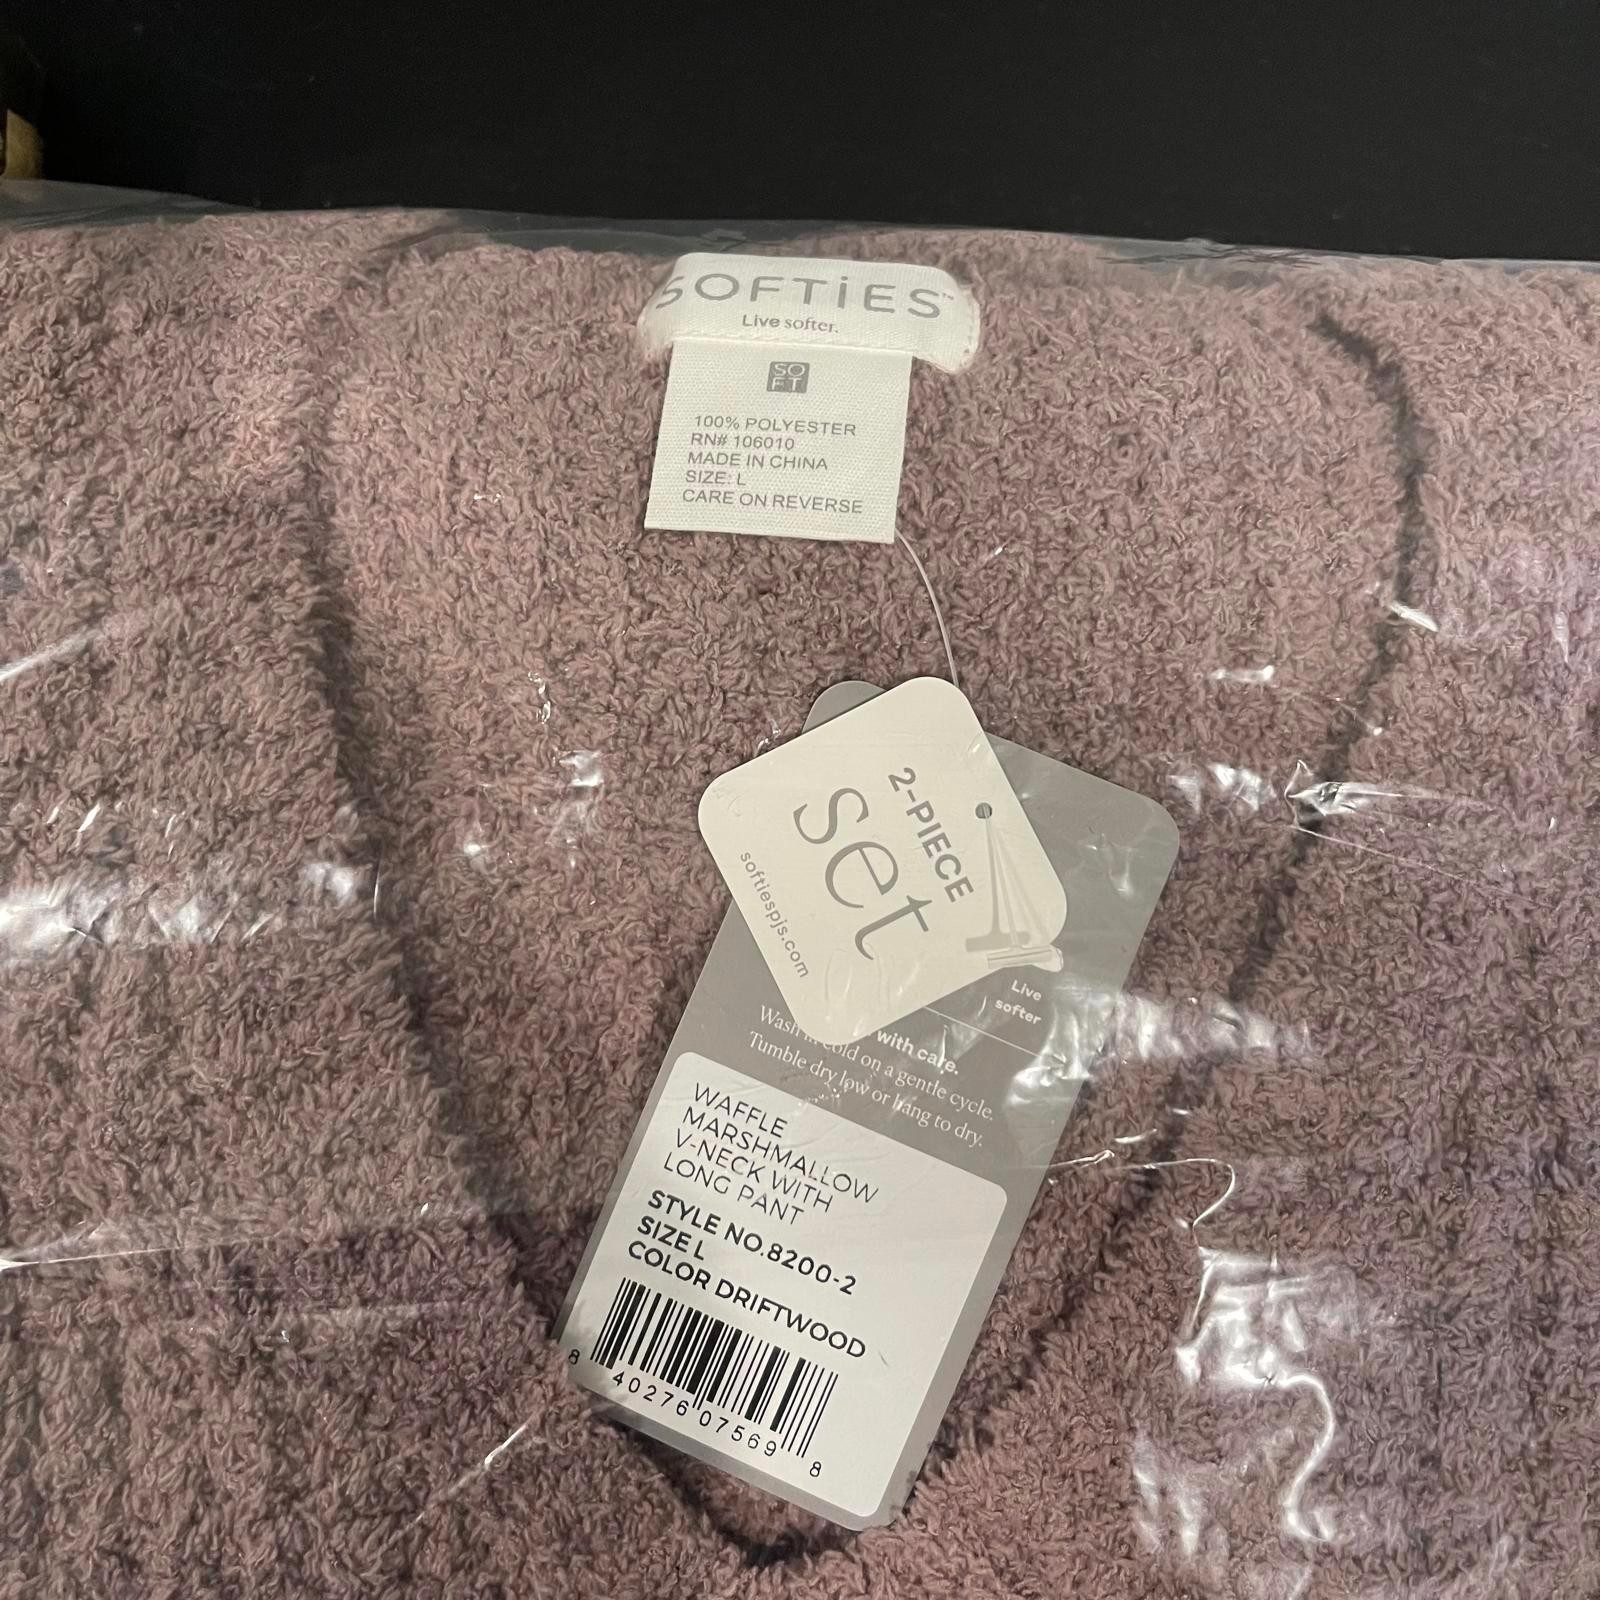 SOFTiES™
Live softer.
SO
FT
100% POLYESTER
RN# 106010
MADE IN CHINA
SIZE: L
CARE ON REVERSE
2-PIECE
set
softiespjs.com
Live
softer
with care.
Wash in cold on a gentle cycle.
Tumble dry low or hang to dry.
WAFFLE
MARSHMALLOW
V-NECK WITH
LONG PANT
STYLE NO.8200-2
SIZE L
COLOR DRIFTWOOD
8 40276 07569 8